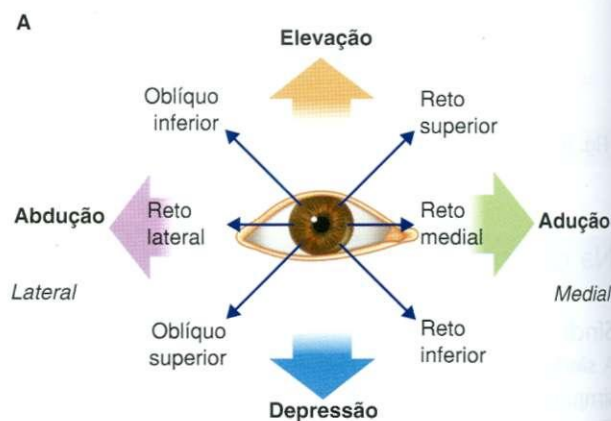 A
Elevação
Oblíquo
inferior
Reto
superior
Abdução
Reto
lateral
Reto
medial
Adução
Lateral
Medial
Oblíquo
superior
Reto
inferior
Depressão